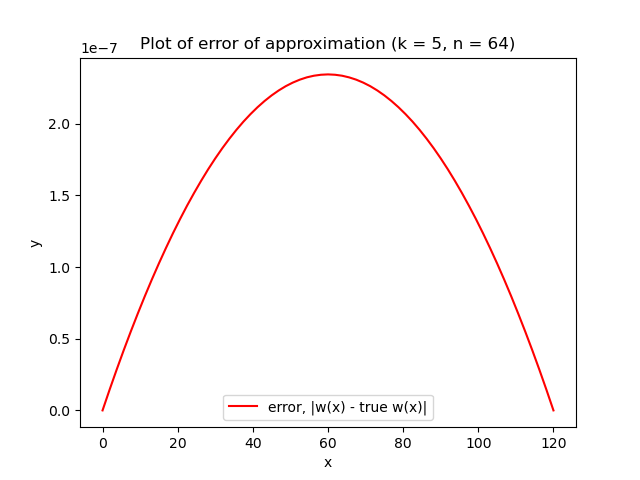 Plot of error of approximation (k = 5, n = 64)
1e−7
2.0
1.5
1.0
0.5
0.0
y
error, |w(x) - true w(x)|
0 20 40 60 80 100 120
x